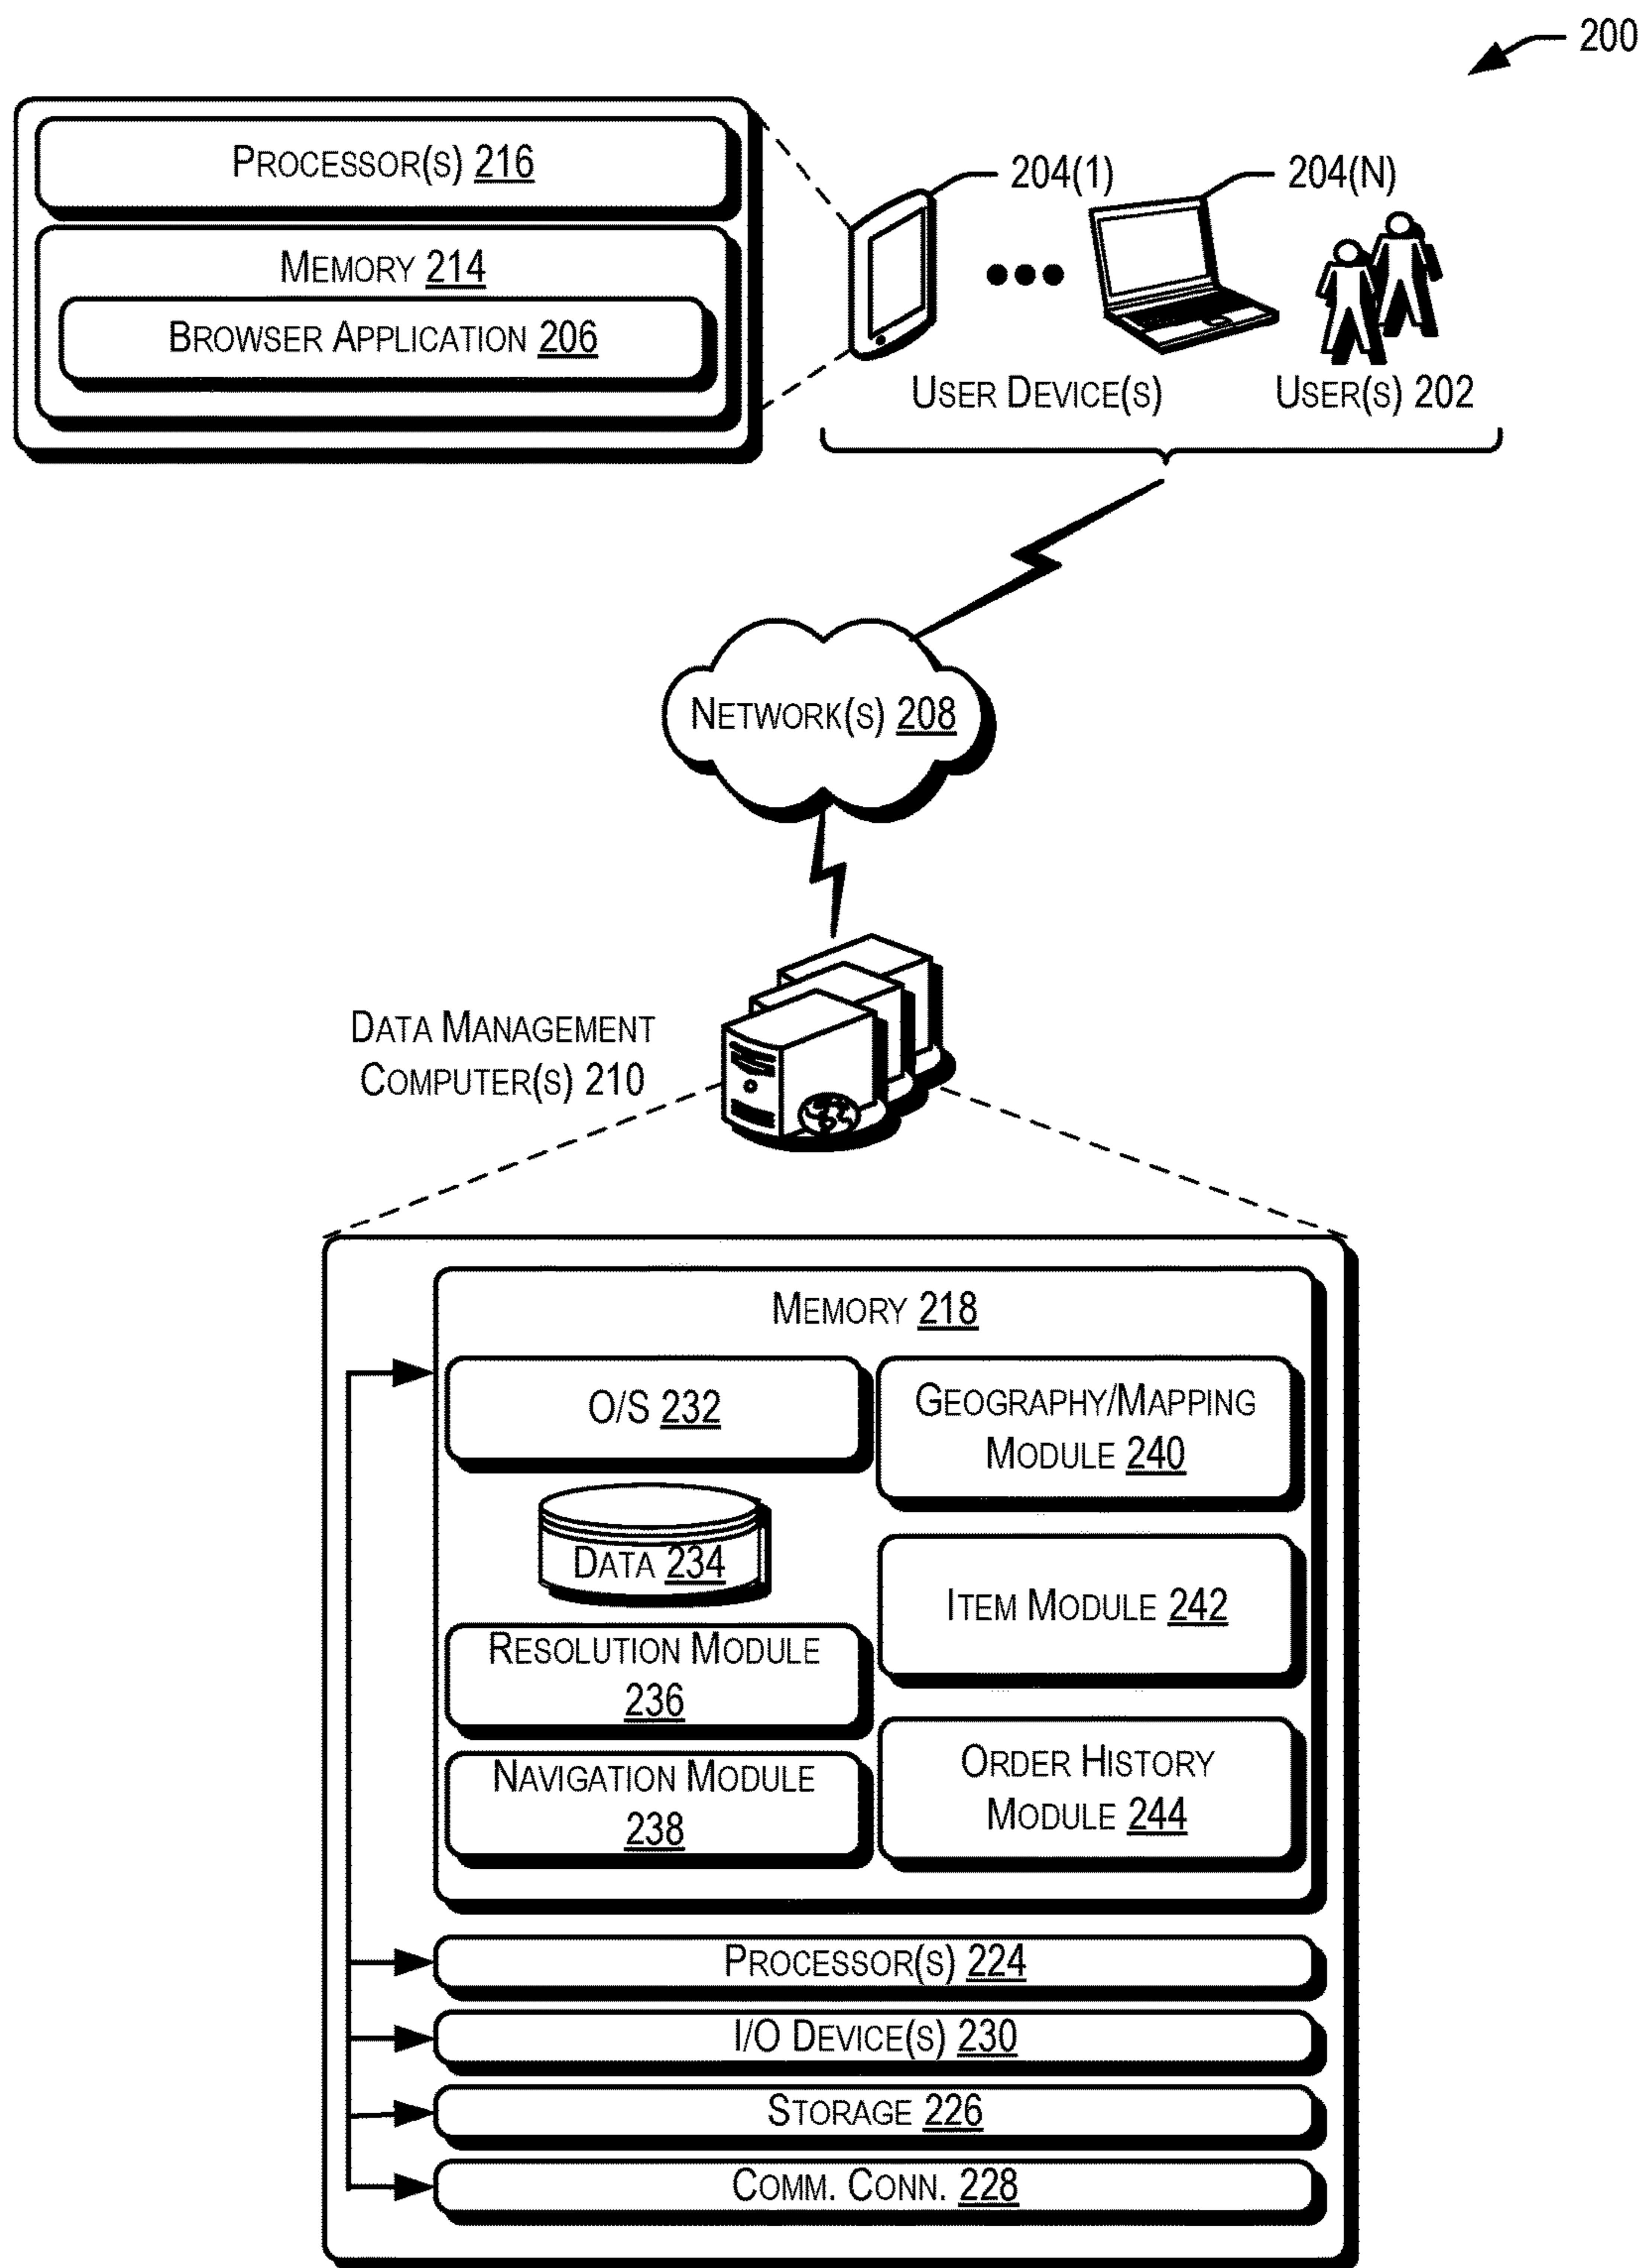 200
PROCESSOR(S) 216
MEMORY 214
BROWSER APPLICATION 206
204(1)
204(N)
USER DEVICE(S)
USER(S) 202
NETWORK(S) 208
DATA MANAGEMENT
COMPUTER(S) 210
MEMORY 218
O/S 232
DATA 234
RESOLUTION MODULE
236
NAVIGATION MODULE
238
GEOGRAPHY/MAPPING
MODULE 240
ITEM MODULE 242
ORDER HISTORY
MODULE 244
PROCESSOR(S) 224
I/O DEVICE(S) 230
STORAGE 226
COMM. CONN. 228